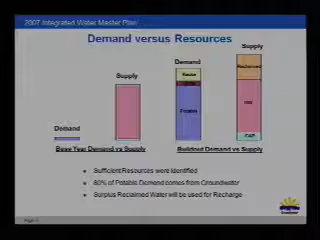 2007 Integrated Water Master Plan
Demand versus Resources
Supply
Demand
Supply
Reuse
Reclaimed
Potable
CAP
Demand
Base Year Demand vs Supply
Buildout Demand vs Supply
Sufficient Resources were Identified
80% of Potable Demand comes from Groundwater
Surplus Reclaimed Water will be used for Recharge
Page